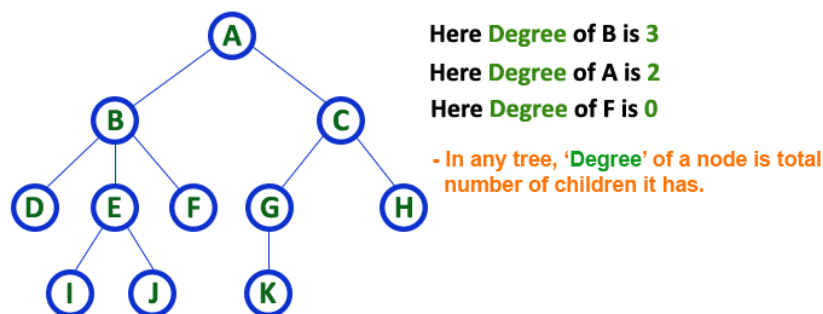 A
Here Degree of B is 3
Here Degree of A is 2
Here Degree of F is 0
B
C
- In any tree, ‘Degree’ of a node is total
number of children it has.
D
E
F
G
H
I
J
K